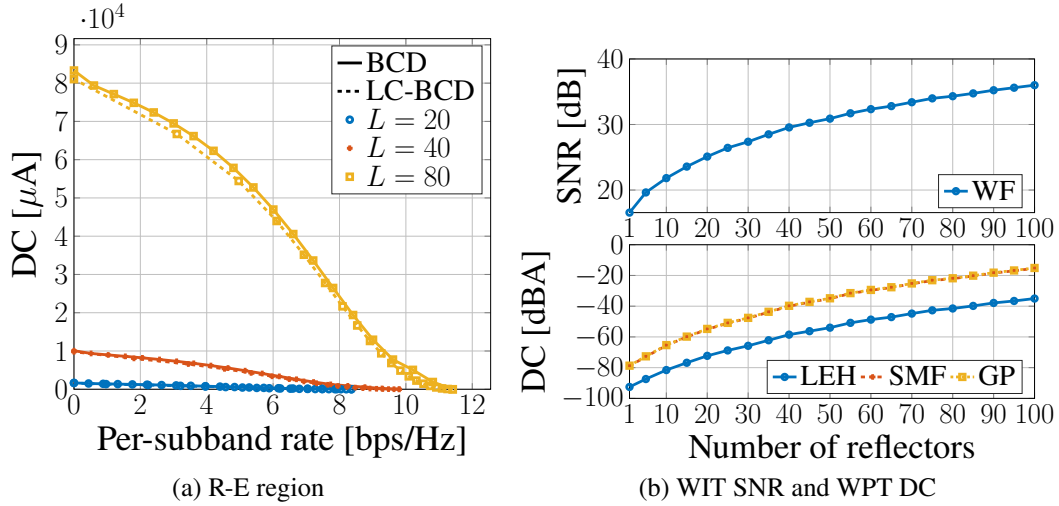 ·10⁴
9
8
7
6
5
4
3
2
1
0
DC [μA]
BCD
LC-BCD
L = 20
L = 40
L = 80
0 2 4 6 8 10 12
Per-subband rate [bps/Hz]
(a) R-E region
40
30
20
SNR [dB]
WF
1 10 20 30 40 50 60 70 80 90 100
0
−20
−40
−60
−80
−100
DC [dBA]
LEH SMF GP
1 10 20 30 40 50 60 70 80 90 100
Number of reflectors
(b) WIT SNR and WPT DC